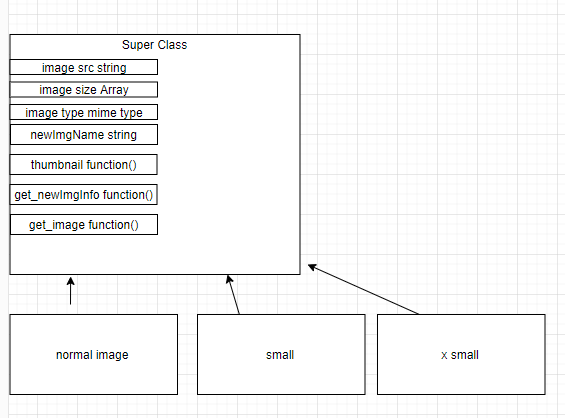 Super Class
image src string
image size Array
image type mime type
newImgName string
thumbnail function()
get_newImgInfo function()
get_image function()
normal image
small
x small